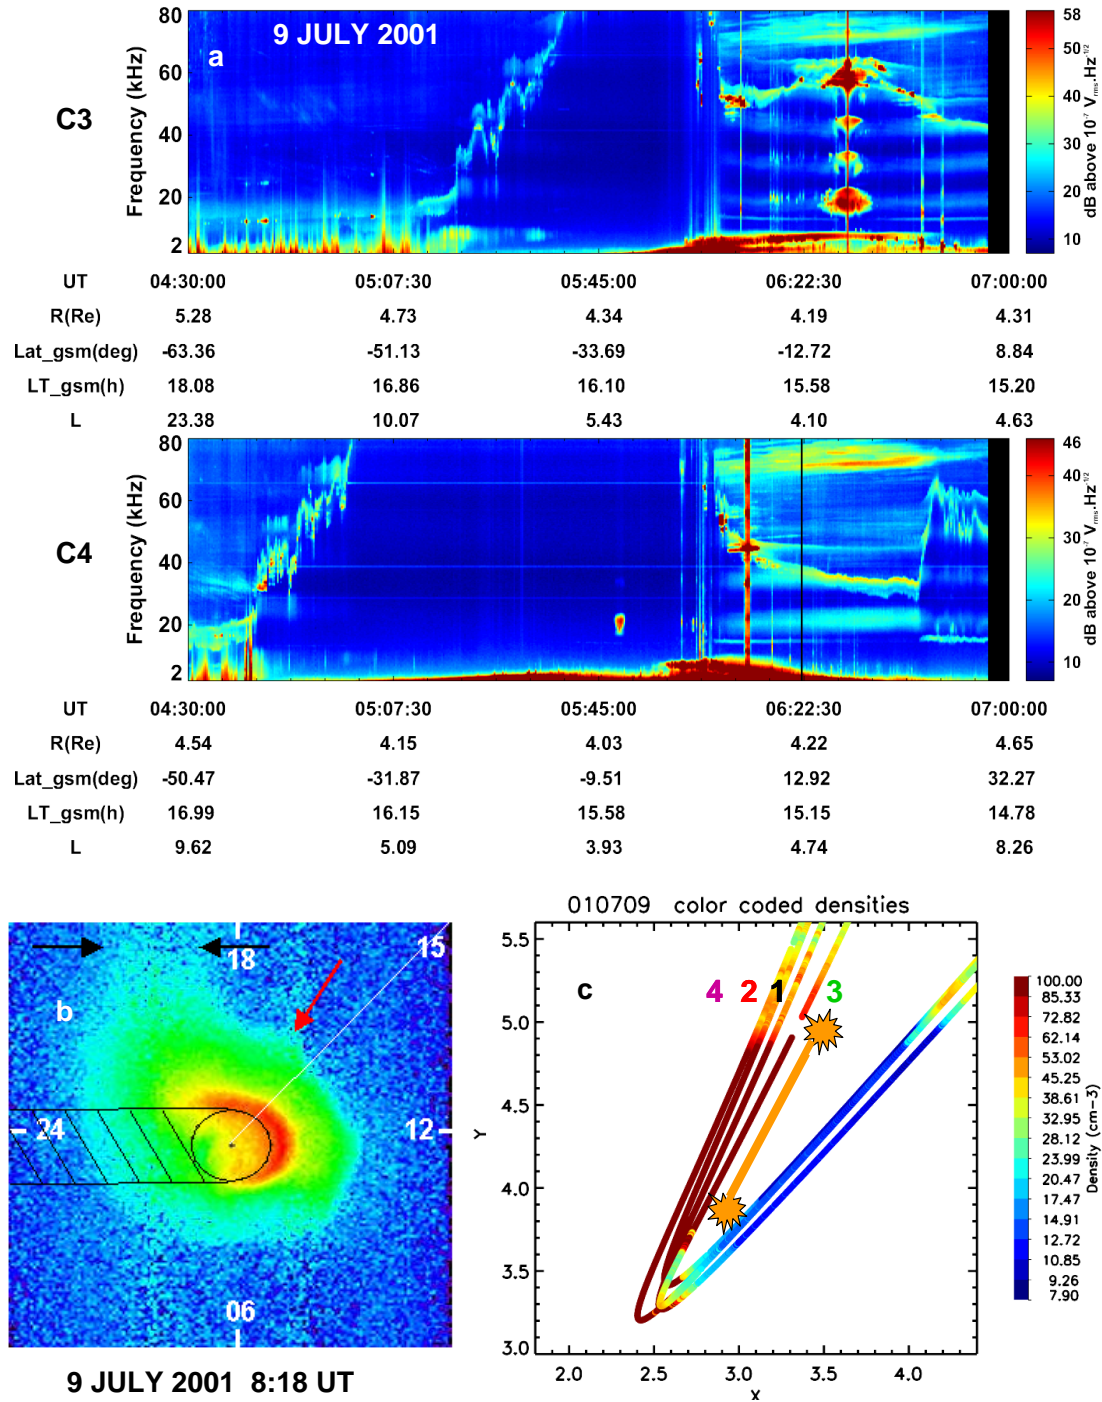 80
9 JULY 2001
a
60
C3
Frequency (kHz)
40
20
2
58
50
40
30
20
10
dB above 10⁻⁷ Vrms.Hz⁻¹ᐟ²
UT 04:30:00 05:07:30 05:45:00 06:22:30 07:00:00
R(Re) 5.28 4.73 4.34 4.19 4.31
Lat_gsm(deg) -63.36 -51.13 -33.69 -12.72 8.84
LT_gsm(h) 18.08 16.86 16.10 15.58 15.20
L 23.38 10.07 5.43 4.10 4.63
80
60
C4
Frequency (kHz)
40
20
2
46
40
30
20
10
dB above 10⁻⁷ Vrms.Hz⁻¹ᐟ²
UT 04:30:00 05:07:30 05:45:00 06:22:30 07:00:00
R(Re) 4.54 4.15 4.03 4.22 4.65
Lat_gsm(deg) -50.47 -31.87 -9.51 12.92 32.27
LT_gsm(h) 16.99 16.15 15.58 15.15 14.78
L 9.62 5.09 3.93 4.74 8.26
15
18
b
24
12
06
9 JULY 2001 8:18 UT
010709 color coded densities
5.5
c
4 2 1 3
5.0
4.5
Y
4.0
3.5
3.0
2.0 2.5 3.0 3.5 4.0
X
100.00
85.33
72.82
62.14
53.02
45.25
38.61
32.95
28.12
23.99
20.47
17.47
14.91
12.72
10.85
9.26
7.90
Density (cm-3)